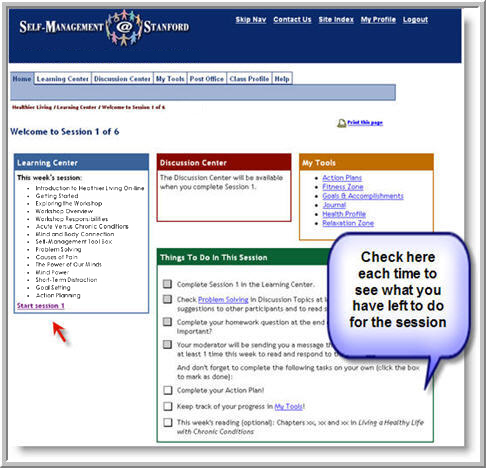 Skip Nav Contact Us Site Index My Profile Logout
SELF-MANAGEMENT @ STANFORD
Home Learning Center Discussion Center My Tools Post Office Class Profile Help
Healthier Living / Learning Center / Welcome to Session 1 of 6
Print this page
Welcome to Session 1 of 6
Learning Center
This week's session:
Introduction to Healthier Living On-line
Getting Started
Exploring the Workshop
Workshop Overview
Workshop Responsibilities
Acute Versus Chronic Conditions
Mind and Body Connection
Self-Management Tool Box
Problem Solving
Causes of Pain
The Power of Our Minds
Mind Power
Short-Term Distraction
Goal Setting
Action Planning
Start session 1
Discussion Center
The Discussion Center will be available
when you complete Session 1.
My Tools
Action Plans
Fitness Zone
Goals & Accomplishments
Journal
Health Profile
Relaxation Zone
Things To Do In This Session
Complete Session 1 in the Learning Center.
Check Problem Solving in Discussion Topics at l
suggestions to other participants and to read s
Complete your homework question at the end
important?
Your moderator will be sending you a message th
at least 1 time this week to read and respond to the
And don't forget to complete the following tasks on your own (click the box
to mark as done):
Complete your Action Plan!
Keep track of your progress in My Tools!
This week's reading (optional): Chapters xx, xx and xx in Living a Healthy Life
with Chronic Conditions
Check here
each time to
see what you
have left to do
for the session